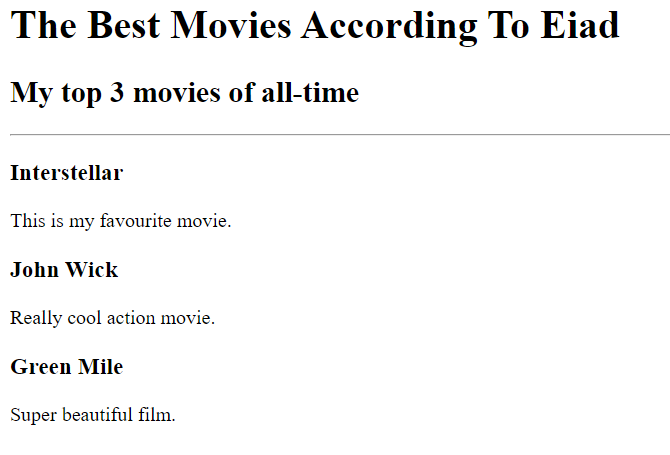 The Best Movies According To Eiad
My top 3 movies of all-time
Interstellar
This is my favourite movie.
John Wick
Really cool action movie.
Green Mile
Super beautiful film.